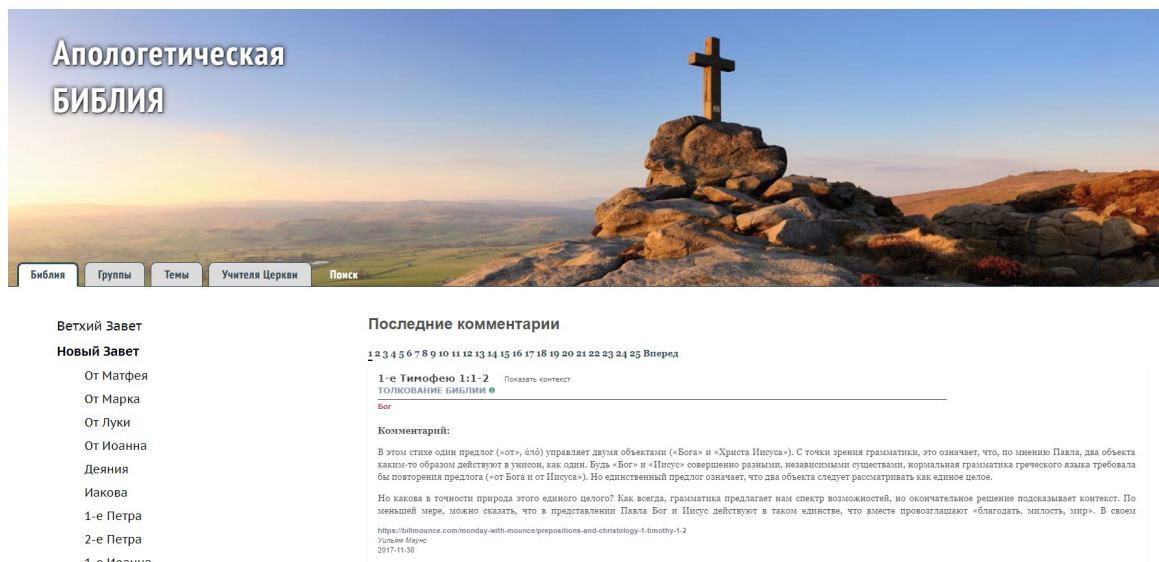 Апологетическая
БИБЛИЯ
Библия
Группы
Темы
Учителя Церкви
Поиск
Ветхий Завет
Новый Завет
От Матфея
От Марка
От Луки
От Иоанна
Деяния
Иакова
1-е Петра
2-е Петра
1-е Иоанна
Последние комментарии
1 2 3 4 5 6 7 8 9 10 11 12 13 14 15 16 17 18 19 20 21 22 23 24 25 Вперед
1-е Тимофею 1:1-2 Показать контекст
ТОЛКОВАНИЕ БИБЛИИ
Бог
Комментарий:
В этом стихе один предлог («от», ἀπὸ) управляет двумя объектами («Бога» и «Христа Иисуса»). С точки зрения грамматики, это означает, что, по мнению Павла, два объекта
каким-то образом действуют в унисон, как один. Будь «Бог» и «Иисус» совершенно разными, независимыми существами, нормальная грамматика греческого языка требовала
бы повторения предлога («от Бога и от Иисуса»). Но единственный предлог означает, что два объекта следует рассматривать как единое целое.
Но какова в точности природа этого единого целого? Как всегда, грамматика предлагает нам спектр возможностей, но окончательное решение подсказывает контекст. По
меньшей мере, можно сказать, что в представлении Павла Бог и Иисус действуют в таком единстве, что вместе провозглашают «благодать, милость, мир». В своем
https://billmounce.com/monday-with-mounce/prepositions-and-christology-1-timothy-1-2
Уильям Маунс
2017-11-30